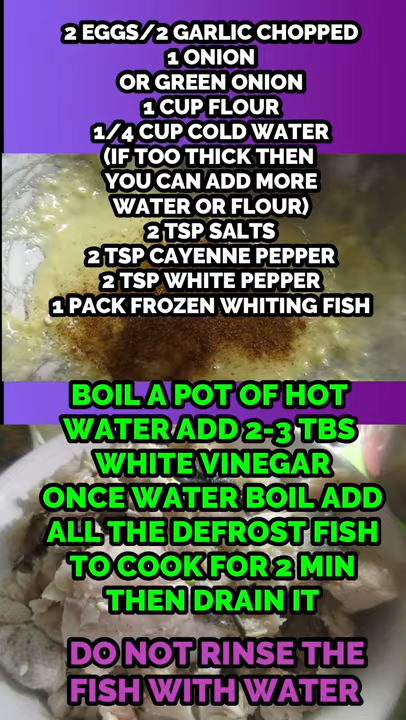 2 EGGS/2 GARLIC CHOPPED
1 ONION
OR GREEN ONION
1 CUP FLOUR
1/4 CUP COLD WATER
(IF TOO THICK THEN
YOU CAN ADD MORE
WATER OR FLOUR)
2 TSP SALTS
2 TSP CAYENNE PEPPER
2 TSP WHITE PEPPER
1 PACK FROZEN WHITING FISH
BOIL A POT OF HOT
WATER ADD 2-3 TBS
WHITE VINEGAR
ONCE WATER BOIL ADD
ALL THE DEFROST FISH
TO COOK FOR 2 MIN
THEN DRAIN IT
DO NOT RINSE THE
FISH WITH WATER